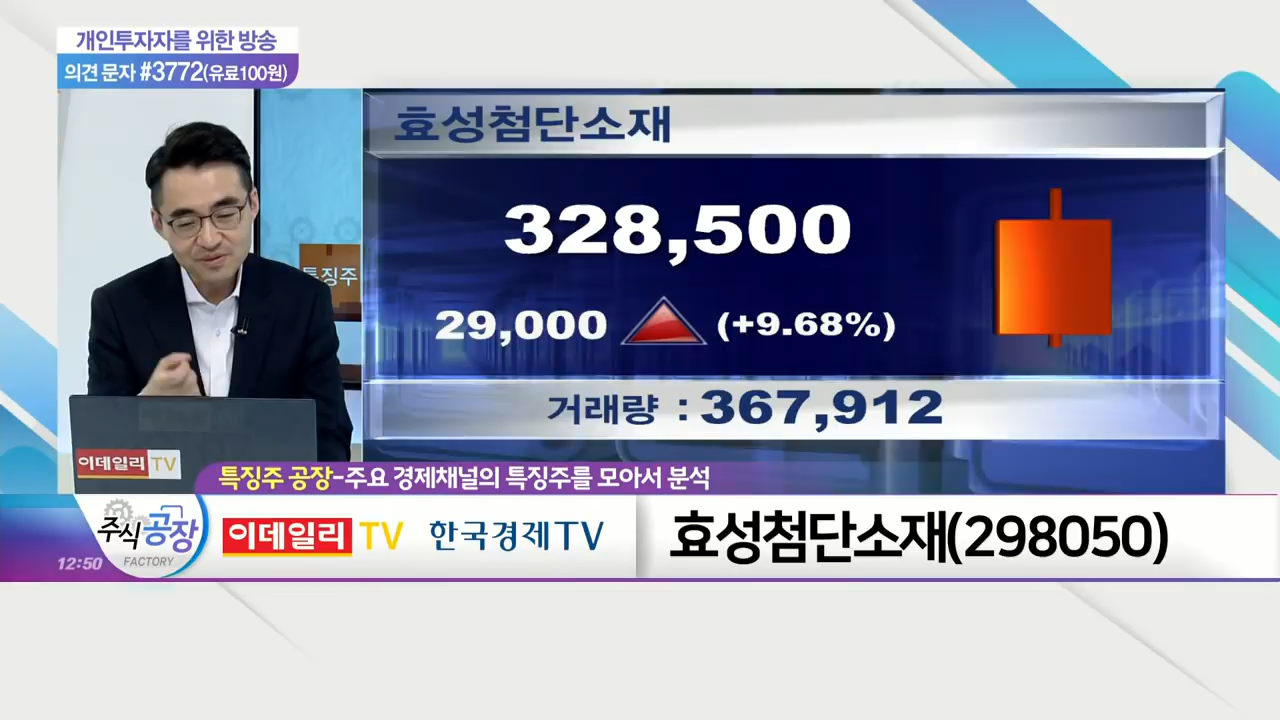 개인투자자를 위한 방송
의견 문자 #3772(유료100원)
효성첨단소재
328,500
29,000 (+9.68%)
거래량 : 367,912
특징주
이데일리 TV
특징주 공장-주요 경제채널의 특징주를 모아서 분석
주식공장
FACTORY
12:50
이데일리 TV
한국경제TV
효성첨단소재(298050)